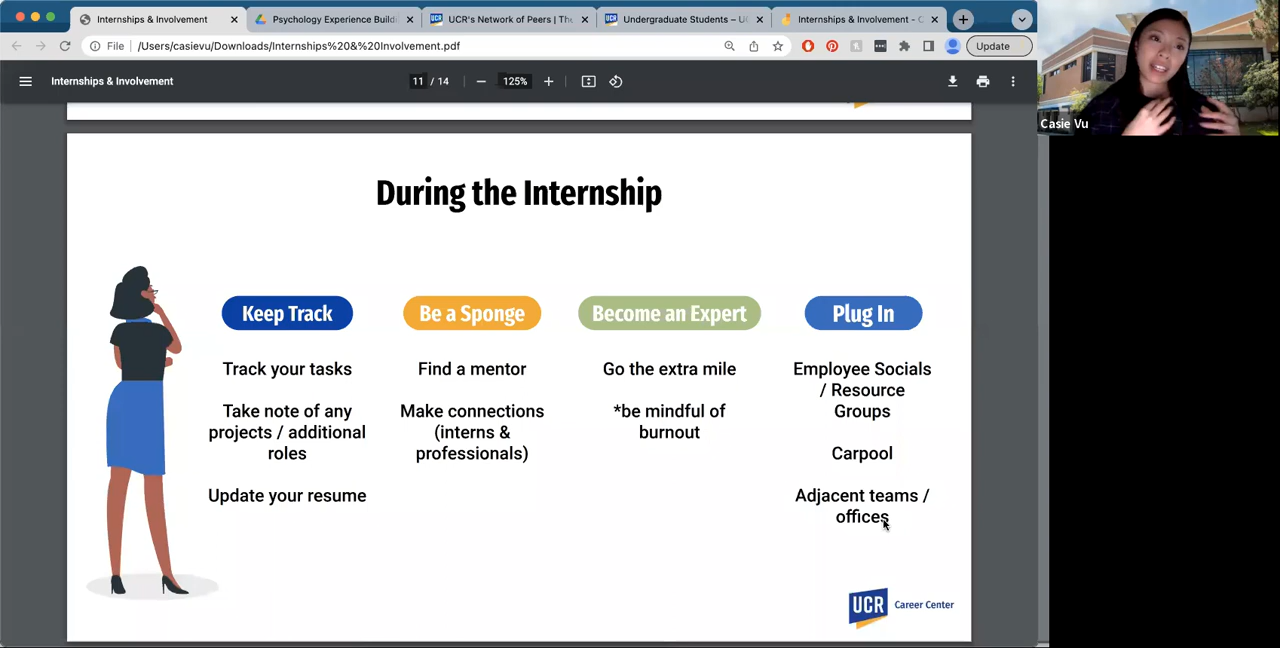 Internships & Involvement
Psychology Experience Build
UCR's Network of Peers | The
Undergraduate Students – U
Internships & Involvement - C
File
/Users/casievu/Downloads/Internships%20&%20Involvement.pdf
Update
Internships & Involvement
11 / 14
125%
Casie Vu
During the Internship
Keep Track
Track your tasks
Take note of any
projects / additional
roles
Update your resume
Be a Sponge
Find a mentor
Make connections
(interns &
professionals)
Become an Expert
Go the extra mile
*be mindful of
burnout
Plug In
Employee Socials
/ Resource
Groups
Carpool
Adjacent teams /
offices
UCR Career Center